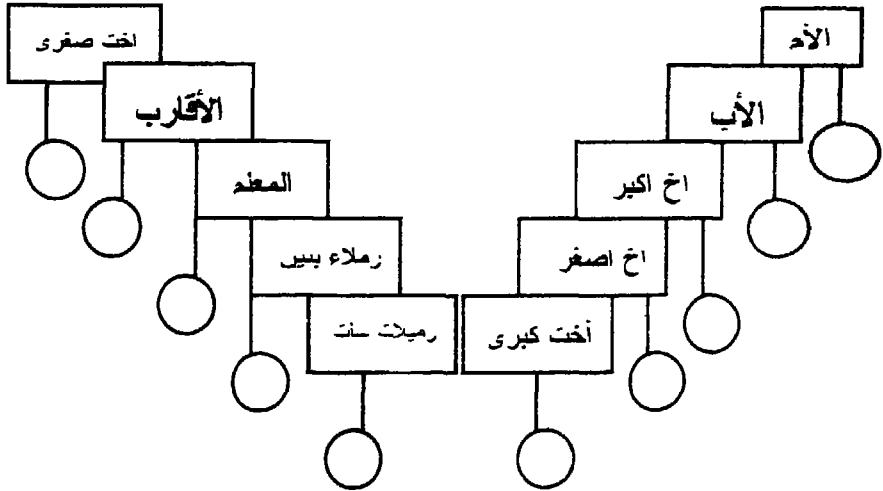 الأم
الأب
اخ اكبر
اخ اصغر
أخت كبرى
اخت صغرى
الأقارب
المعلم
زملاء بنين
زميلات بنات